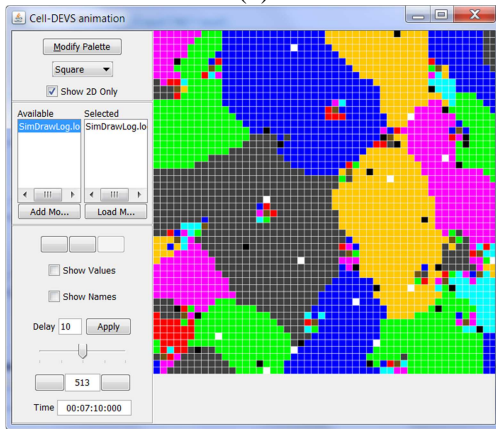 Cell-DEVS animation
Modify Palette
Square
Show 2D Only
Available Selected
SimDrawLog.lo SimDrawLog.lo
Add Mo... Load M...
Show Values
Show Names
Delay 10 Apply
513
Time 00:07:10:000